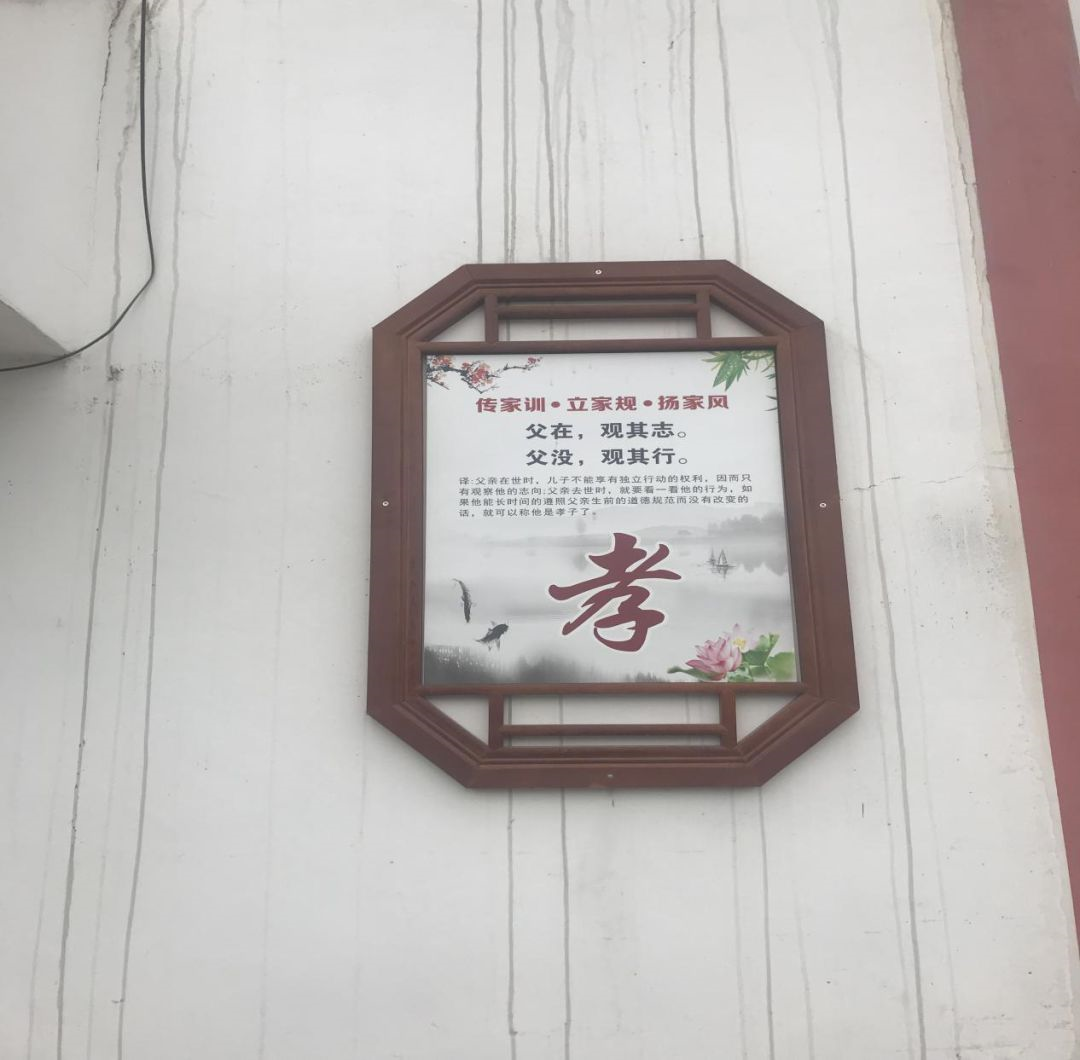 传家训•立家规•扬家风
父在，观其志。
父没，观其行。
译:父亲在世时，儿子不能享有独立行动的权利，因而只
有观察他的志向;父亲去世时，就要看一看他的行为，如
果他能长时间的遵照父亲生前的道德规范而没有改变的
话，就可以称他是孝子了。
孝